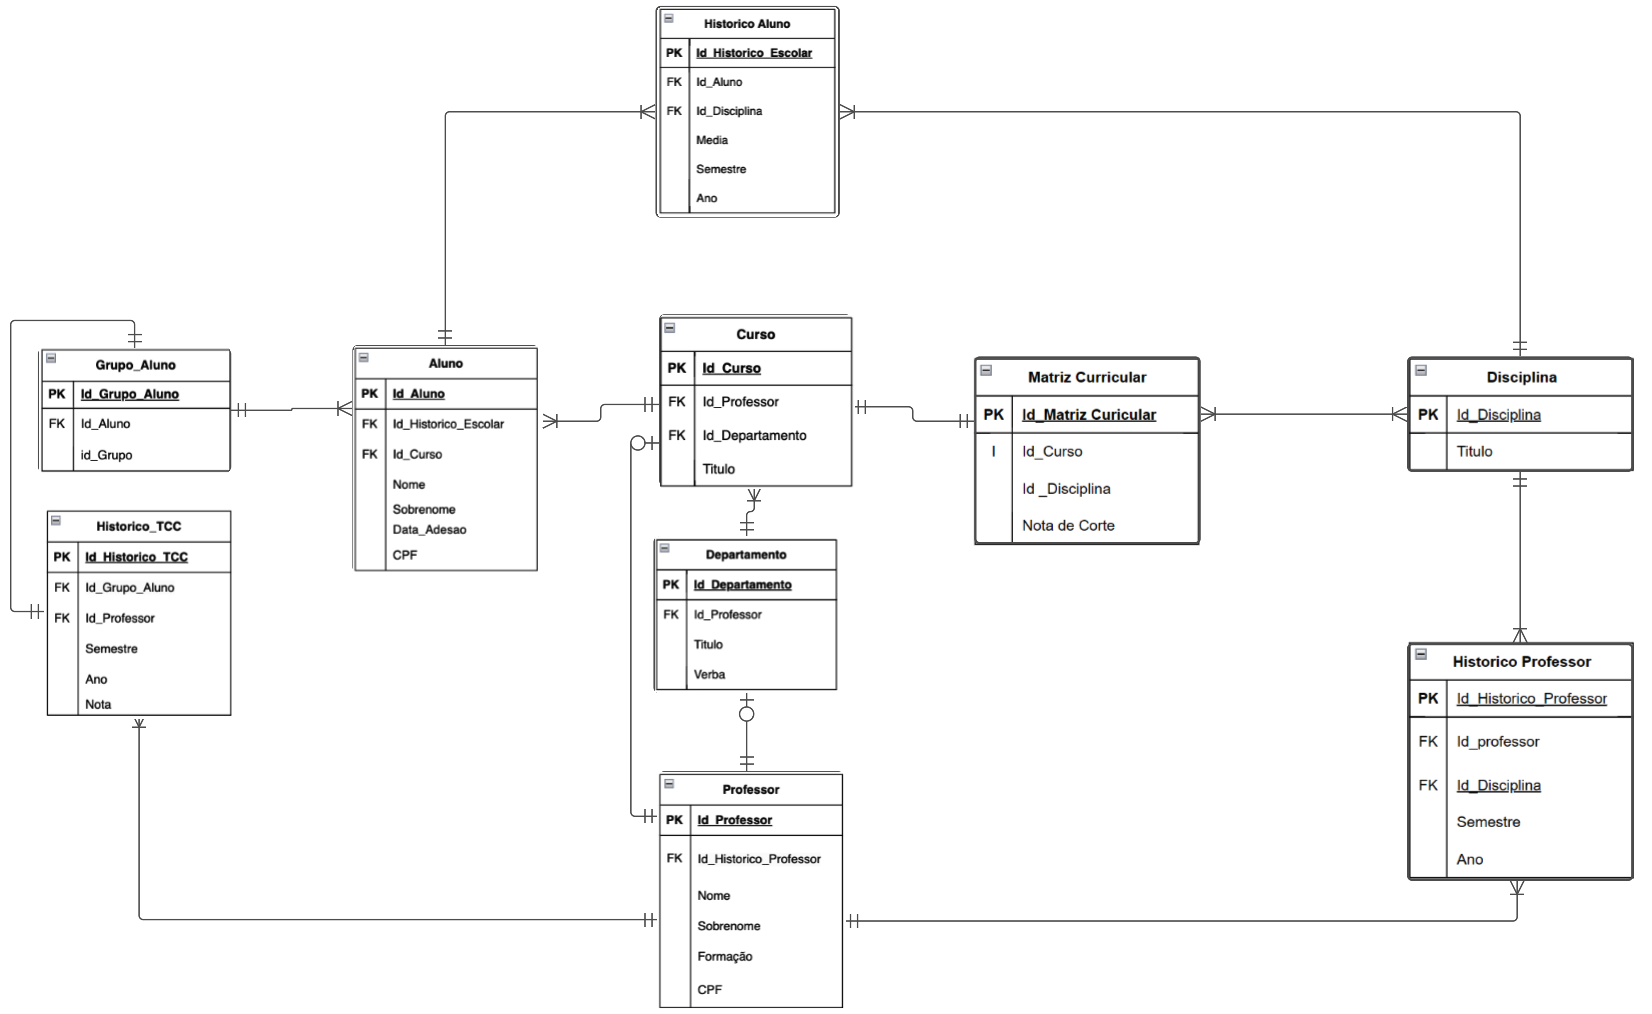 Historico Aluno
PK Id_Historico_Escolar
FK Id_Aluno
FK Id_Disciplina
Media
Semestre
Ano
Grupo_Aluno
PK Id_Grupo_Aluno
FK Id_Aluno
id_Grupo
Aluno
PK Id_Aluno
FK Id_Historico_Escolar
FK Id_Curso
Nome
Sobrenome
Data_Adesao
CPF
Curso
PK Id_Curso
FK Id_Professor
FK Id_Departamento
Titulo
Matriz Curricular
PK Id_Matriz Curicular
I Id_Curso
Id _Disciplina
Nota de Corte
Disciplina
PK Id_Disciplina
Titulo
Historico_TCC
PK Id_Historico_TCC
FK Id_Grupo_Aluno
FK Id_Professor
Semestre
Ano
Nota
Departamento
PK Id_Departamento
FK Id_Professor
Titulo
Verba
Historico Professor
PK Id_Historico_Professor
FK Id_professor
FK Id_Disciplina
Semestre
Ano
Professor
PK Id_Professor
FK Id_Historico_Professor
Nome
Sobrenome
Formação
CPF